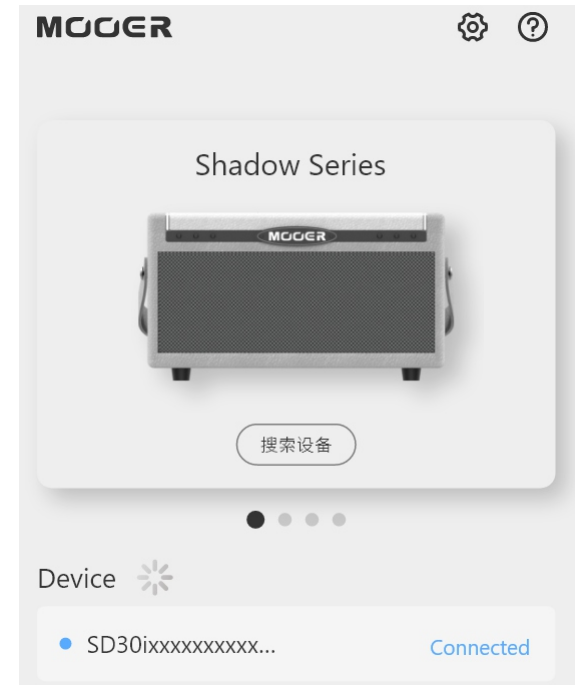 MOOER
Shadow Series
MOOER
搜索设备
Device
SD30ixxxxxxxxxx...
Connected